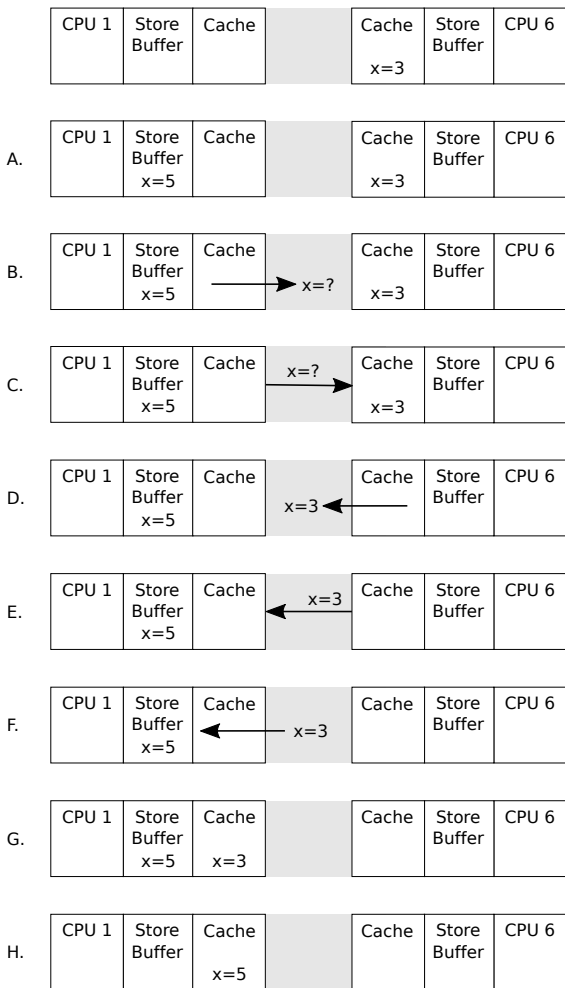 CPU 1 Store Buffer Cache Cache Store Buffer CPU 6
x=3
A. CPU 1 Store Buffer Cache Cache Store Buffer CPU 6
x=5 x=3
B. CPU 1 Store Buffer Cache Cache Store Buffer CPU 6
x=5 x=? x=3
C. CPU 1 Store Buffer Cache x=? Cache Store Buffer CPU 6
x=5 x=3
D. CPU 1 Store Buffer Cache Cache Store Buffer CPU 6
x=5 x=3
E. CPU 1 Store Buffer Cache x=3 Cache Store Buffer CPU 6
x=5
F. CPU 1 Store Buffer Cache Cache Store Buffer CPU 6
x=5 x=3
G. CPU 1 Store Buffer Cache Cache Store Buffer CPU 6
x=5 x=3
H. CPU 1 Store Buffer Cache Cache Store Buffer CPU 6
x=5